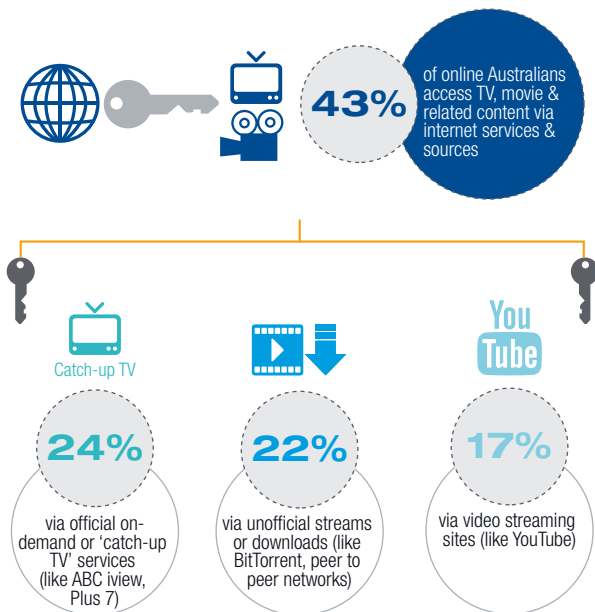 43%
of online Australians
access TV, movie &
related content via
internet services &
sources
Catch-up TV
You
Tube
24%
22%
17%
via official on-
demand or ‘catch-up
TV’ services
(like ABC iview,
Plus 7)
via unofficial streams
or downloads (like
BitTorrent, peer to
peer networks)
via video streaming
sites (like YouTube)